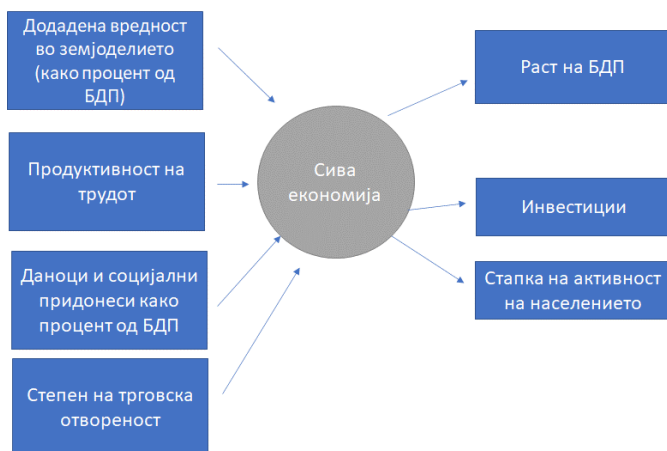 Додадена вредност
во земјоделието
(како процент од
БДП)
Продуктивност на
трудот
Даноци и социјални
придонеси како
процент од БДП
Степен на трговска
отвореност
Сива
економија
Раст на БДП
Инвестиции
Стапка на активност
на населението